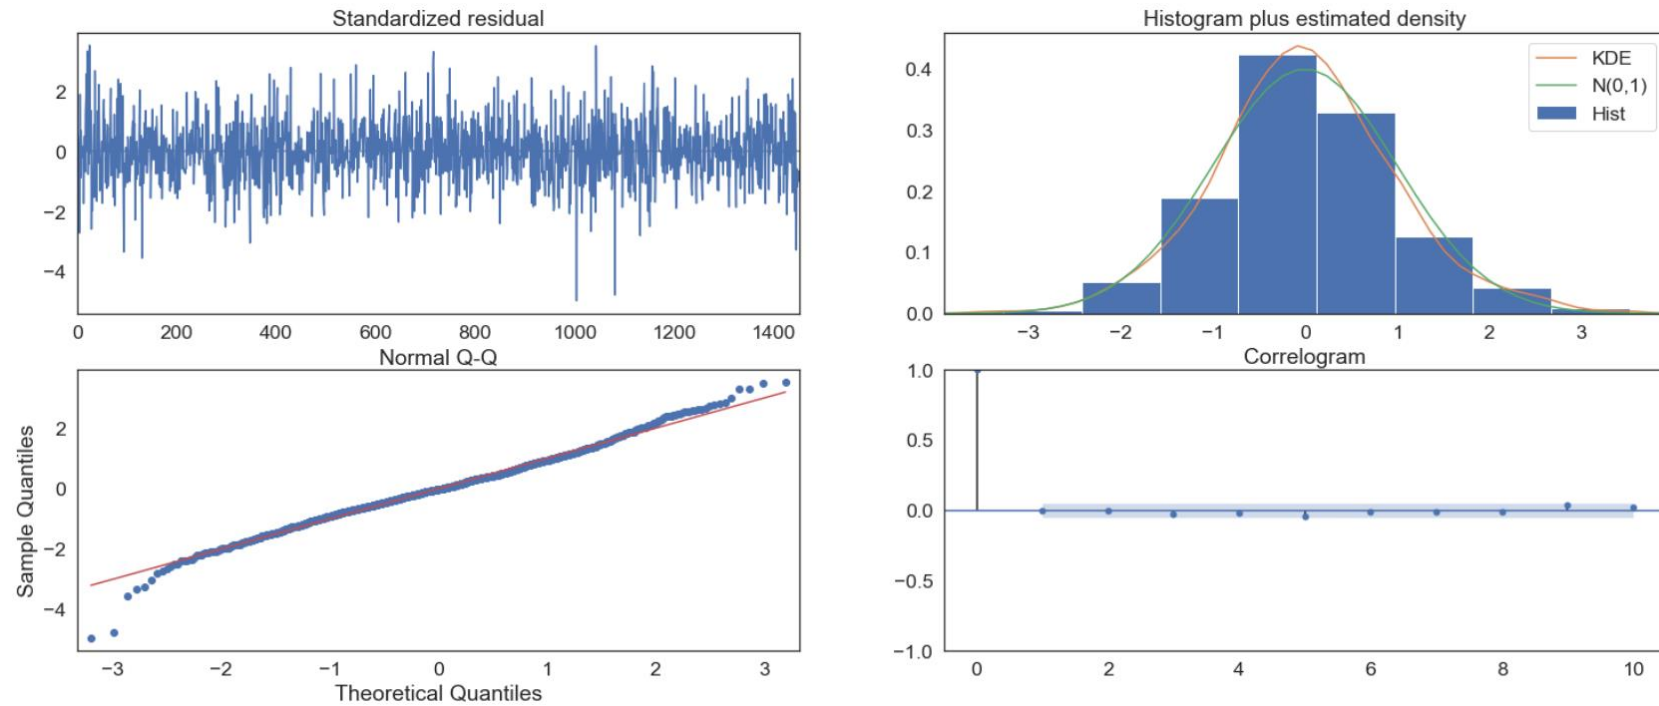 Standardized residual
2
0
−2
−4
0 200 400 600 800 1000 1200 1400
Histogram plus estimated density
KDE
N(0,1)
Hist
0.4
0.3
0.2
0.1
0.0
−3 −2 −1 0 1 2 3
Normal Q-Q
Sample Quantiles
2
0
−2
−4
−3 −2 −1 0 1 2 3
Theoretical Quantiles
Correlogram
1.0
0.5
0.0
−0.5
−1.0
0 2 4 6 8 10